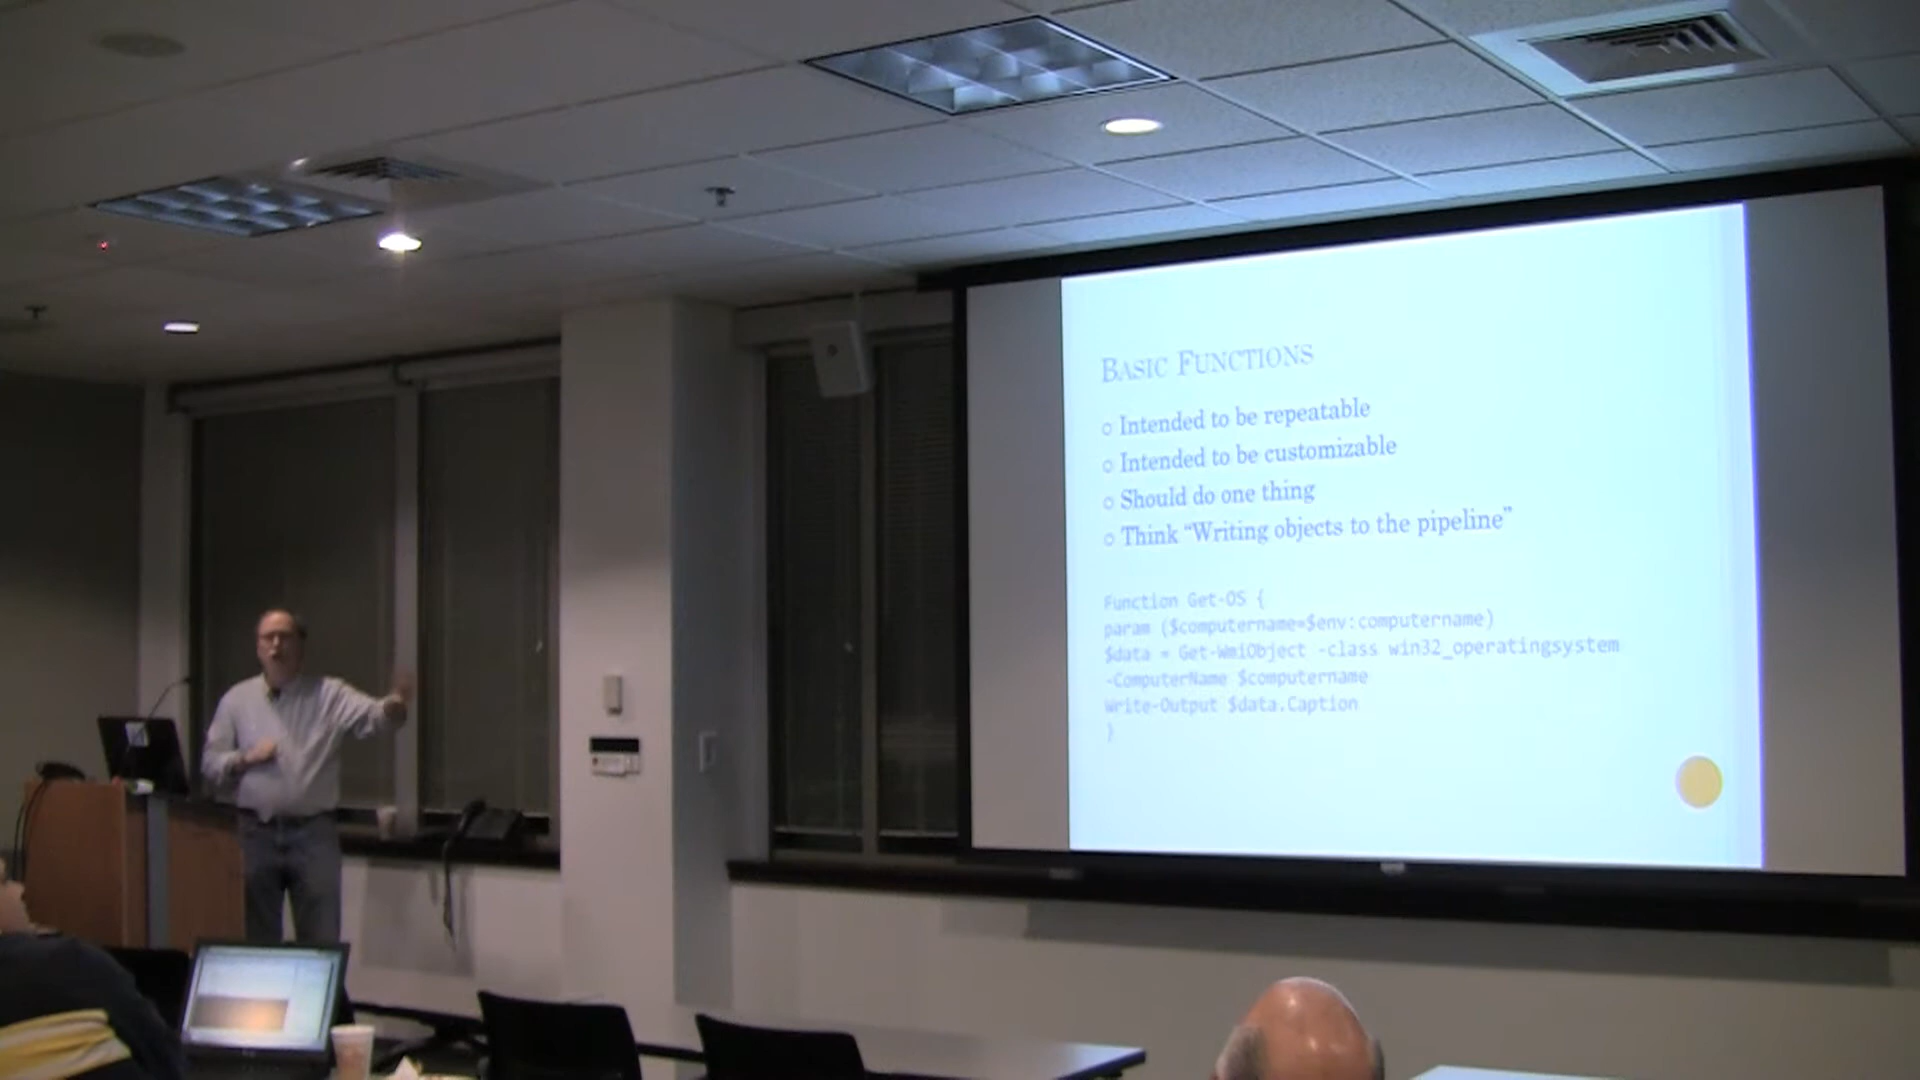 BASIC FUNCTIONS
Intended to be repeatable
Intended to be customizable
Should do one thing
Think “Writing objects to the pipeline”
Function Get-OS {
param ($computername=$env:computername)
$data = Get-WmiObject -class win32_operatingsystem
-ComputerName $computername
Write-Output $data.Caption
}